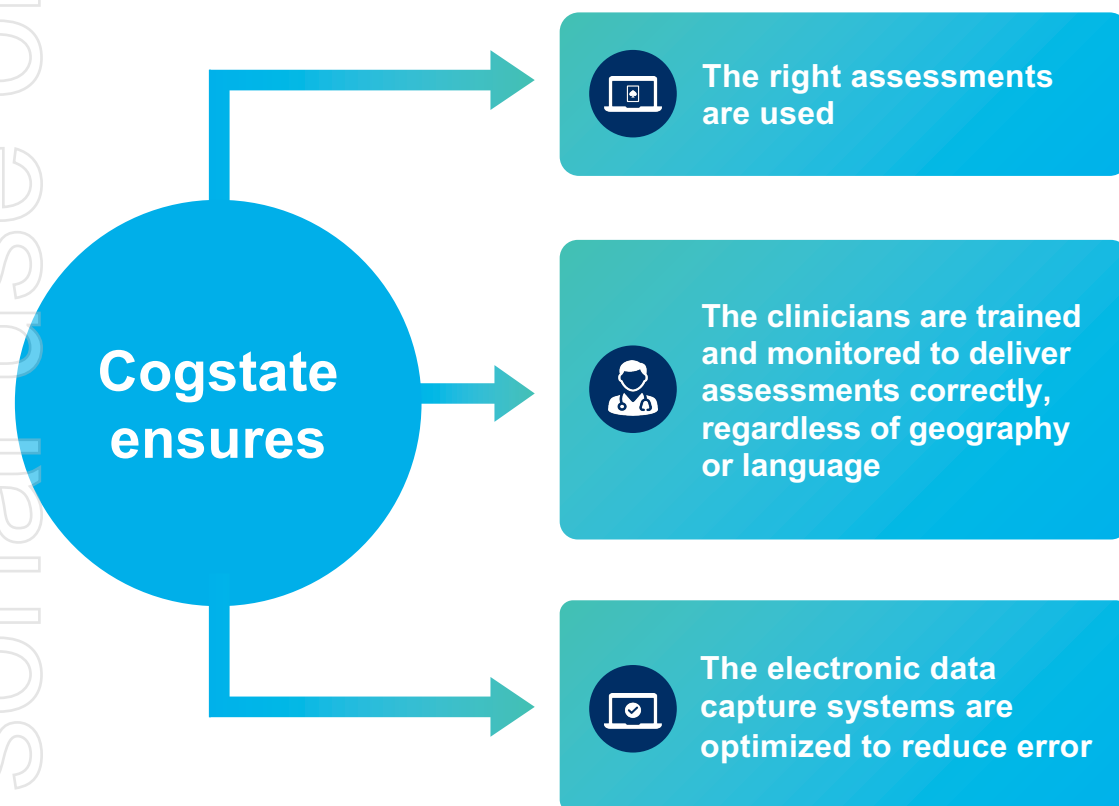 The right assessments
are used
Cogstate
ensures
The clinicians are trained
and monitored to deliver
assessments correctly,
regardless of geography
or language
The electronic data
capture systems are
optimized to reduce error